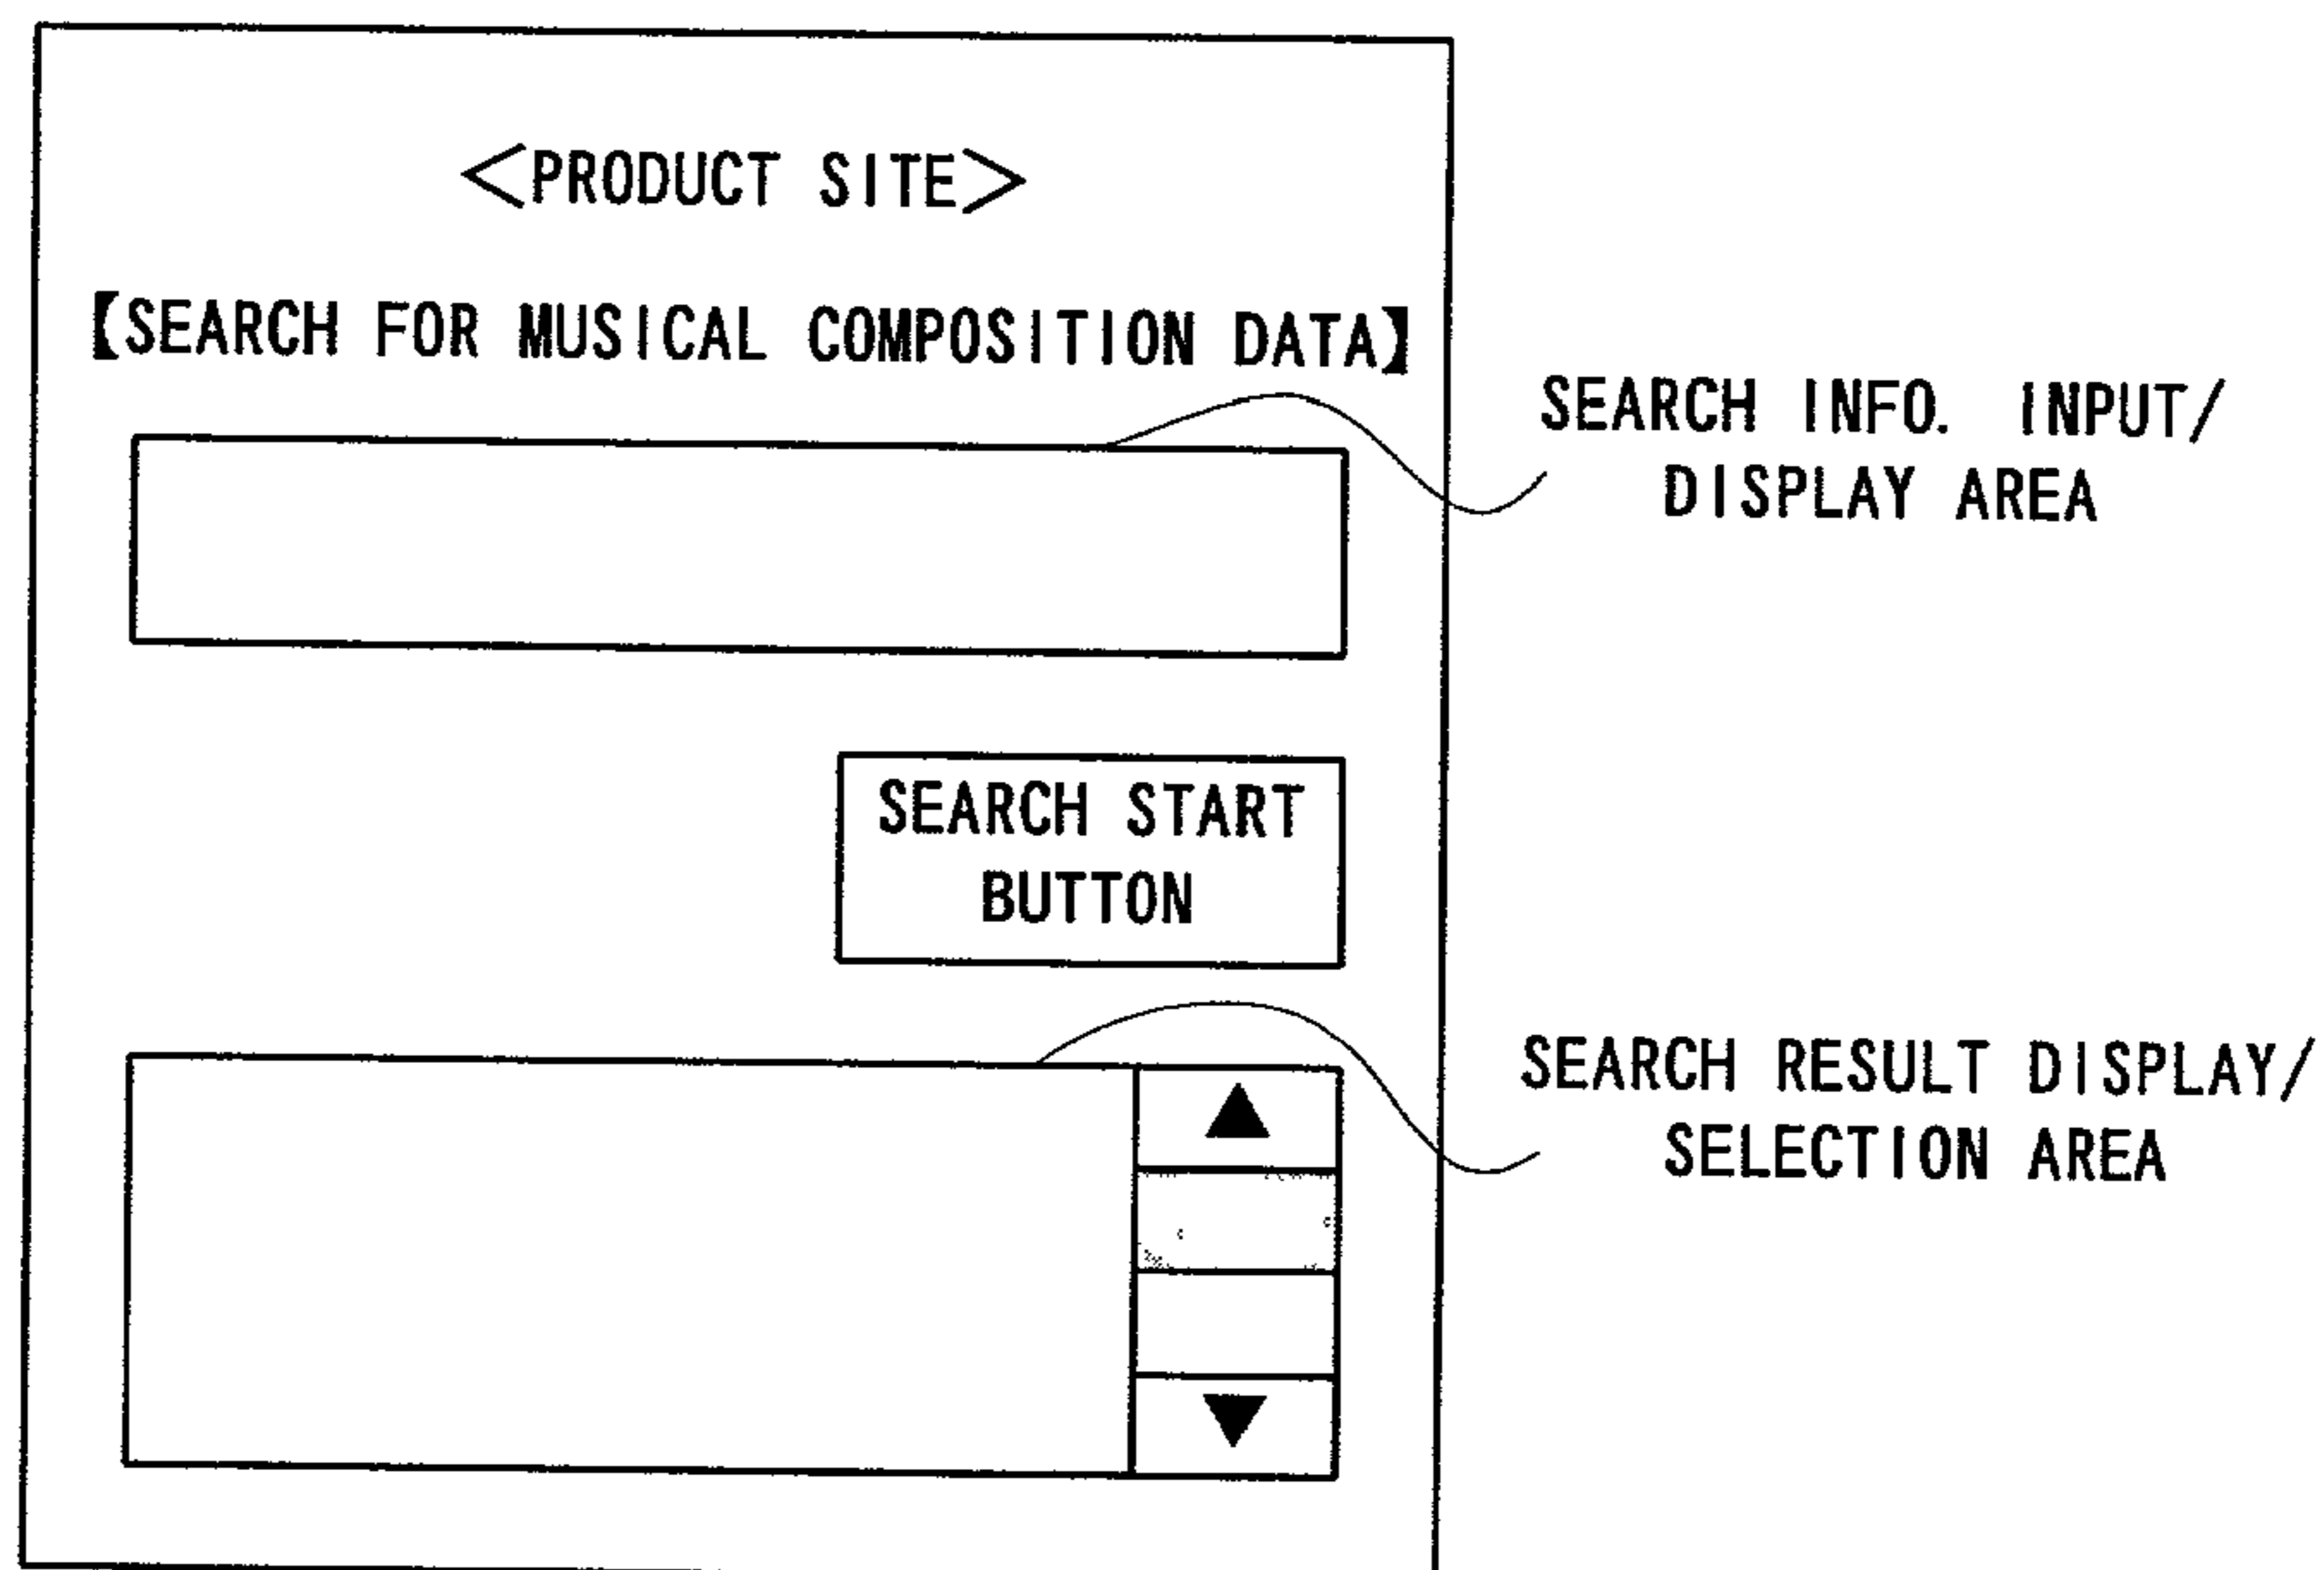 <PRODUCT SITE>
【SEARCH FOR MUSICAL COMPOSITION DATA】
SEARCH INFO. INPUT/
DISPLAY AREA
SEARCH START
BUTTON
SEARCH RESULT DISPLAY/
SELECTION AREA